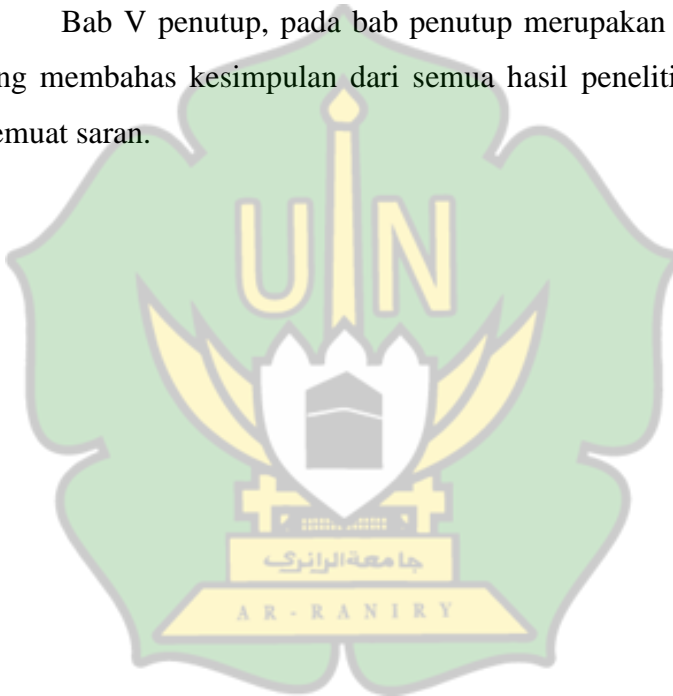 Bab V penutup, pada bab penutup merupakan
ng membahas kesimpulan dari semua hasil peneliti
emuat saran.
UIN
جامعة الرانري
AR-RANIRY